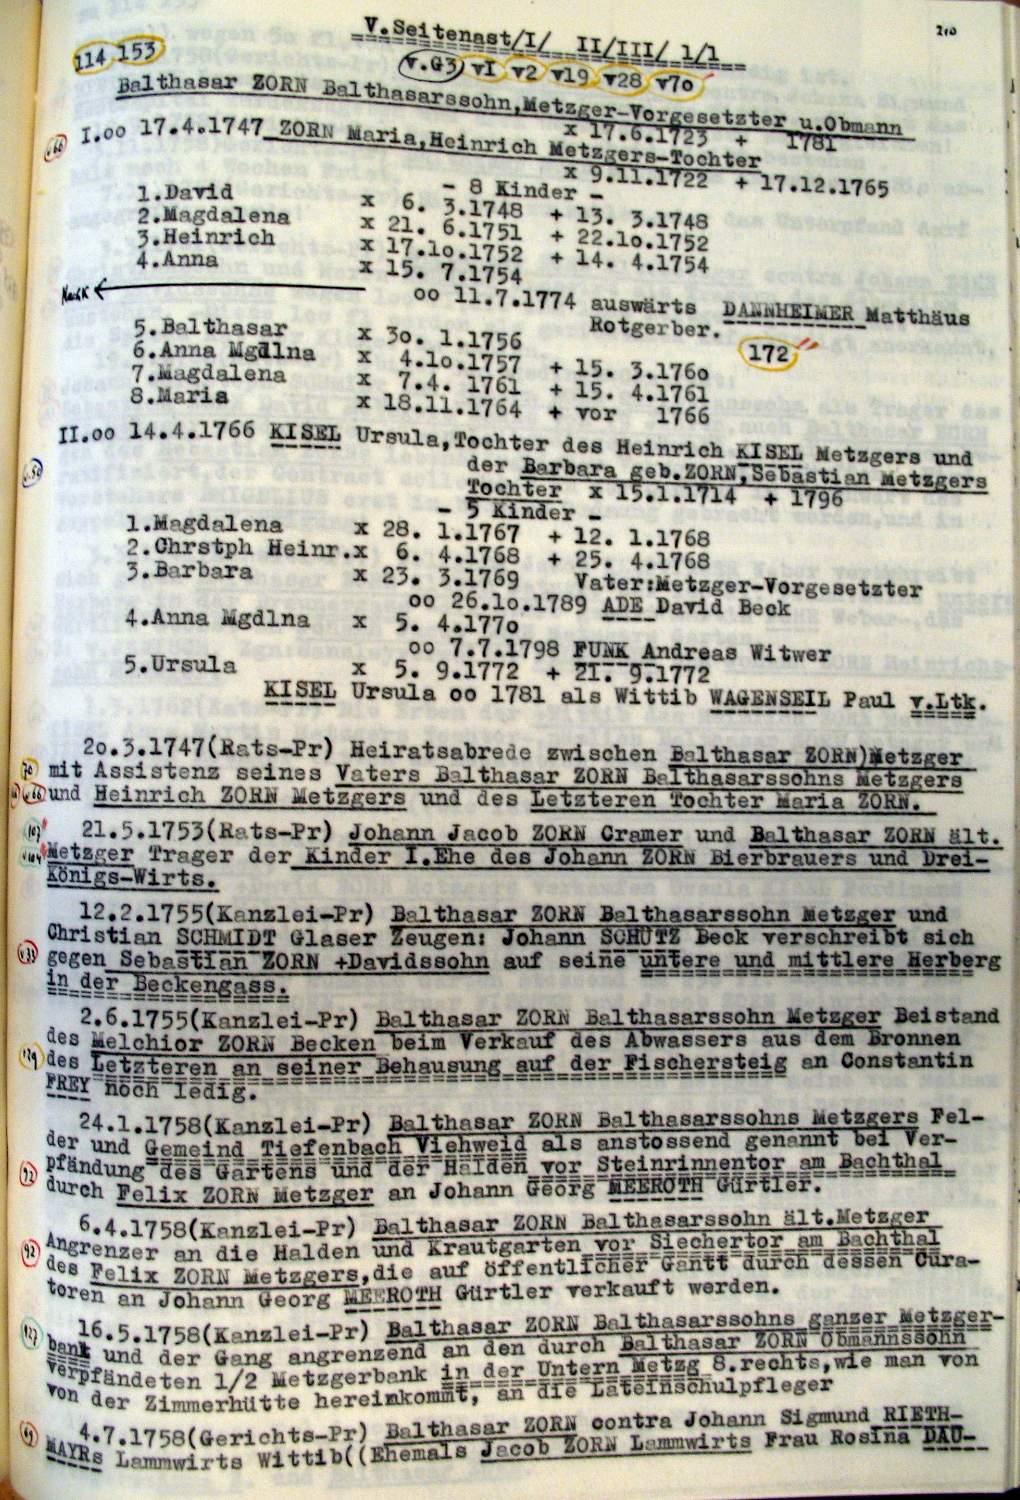 V.Seitenast/I/ II/III/ 1/1
210
114 153
v.G3 v1 v2 v19 v28 v7o
Balthasar ZORN Balthasarssohn,Metzger-Vorgesetzter u.Obmann
x 17.6.1723 + 1781
I.oo 17.4.1747 ZORN Maria,Heinrich Metzgers-Tochter
x 9.11.1722 + 17.12.1765
- 8 Kinder -
1.David x 6. 3.1748 + 13. 3.1748
2.Magdalena x 21. 6.1751 + 22.1o.1752
3.Heinrich x 17.1o.1752 + 14. 4.1754
4.Anna x 15. 7.1754
oo 11.7.1774 auswärts DANNHEIMER Matthäus
Rotgerber.
172
5.Balthasar x 3o. 1.1756
6.Anna Mgdlna x 4.1o.1757 + 15. 3.176o
7.Magdalena x 7.4. 1761 + 15. 4.1761
8.Maria x 18.11.1764 + vor 1766
II.oo 14.4.1766 KISEL Ursula,Tochter des Heinrich KISEL Metzgers und
der Barbara geb.ZORN,Sebastian Metzgers
Tochter x 15.1.1714 + 1796
- 5 Kinder -
1.Magdalena x 28. 1.1767 + 12. 1.1768
2.Chrstph Heinr.x 6. 4.1768 + 25. 4.1768
3.Barbara x 23. 3.1769 Vater:Metzger-Vorgesetzter
oo 26.1o.1789 ADE David Beck
4.Anna Mgdlna x 5. 4.177o
oo 7.7.1798 FUNK Andreas Witwer
5.Ursula x 5. 9.1772 + 21. 9.1772
KISEL Ursula oo 1781 als Wittib WAGENSEIL Paul v.Ltk.
2o.3.1747(Rats-Pr) Heiratsabrede zwischen Balthasar ZORN)Metzger
70 mit Assistenz seines Vaters Balthasar ZORN Balthasarssohns Metzgers
und Heinrich ZORN Metzgers und des Letzteren Tochter Maria ZORN.
107 21.5.1753(Rats-Pr) Johann Jacob ZORN Cramer und Balthasar ZORN ält.
Metzger Trager der Kinder I.Ehe des Johann ZORN Bierbrauers und Drei-
Königs-Wirts.
12.2.1755(Kanzlei-Pr) Balthasar ZORN Balthasarssohn Metzger und
Christian SCHMIDT Glaser Zeugen: Johann SCHÜTZ Beck verschreibt sich
gegen Sebastian ZORN +Davidssohn auf seine untere und mittlere Herberg
in der Beckengass.
2.6.1755(Kanzlei-Pr) Balthasar ZORN Balthasarssohn Metzger Beistand
des Melchior ZORN Becken beim Verkauf des Abwassers aus dem Bronnen
129 des Letzteren an seiner Behausung auf der Fischersteig an Constantin
FREY noch ledig.
24.1.1758(Kanzlei-Pr) Balthasar ZORN Balthasarssohns Metzgers Fel-
der und Gemeind Tiefenbach Viehweid als anstossend genannt bei Ver-
92 pfändung des Gartens und der Halden vor Steinrinnentor am Bachthal
durch Felix ZORN Metzger an Johann Georg MEEROTH Gürtler.
6.4.1758(Kanzlei-Pr) Balthasar ZORN Balthasarssohn ält.Metzger
92 Angrenzer an die Halden und Krautgarten vor Siechertor am Bachthal
des Felix ZORN Metzgers,die auf öffentlicher Gantt durch dessen Cura-
toren an Johann Georg MEEROTH Gürtler verkauft werden.
127 16.5.1758(Kanzlei-Pr) Balthasar ZORN Balthasarssohns ganzer Metzger-
bank und der Gang angrenzend an den durch Balthasar ZORN Obmannssohn
verpfändeten 1/2 Metzgerbank in der Untern Metzg 8.rechts,wie man von
von der Zimmerhütte hereinkommt, an die Lateinschulpfleger
69 4.7.1758(Gerichts-Pr) Balthasar ZORN contra Johann Sigmund RIETH-
MAYRs Lammwirts Wittib((Ehemals Jacob ZORN Lammwirts Frau Rosina DAU-